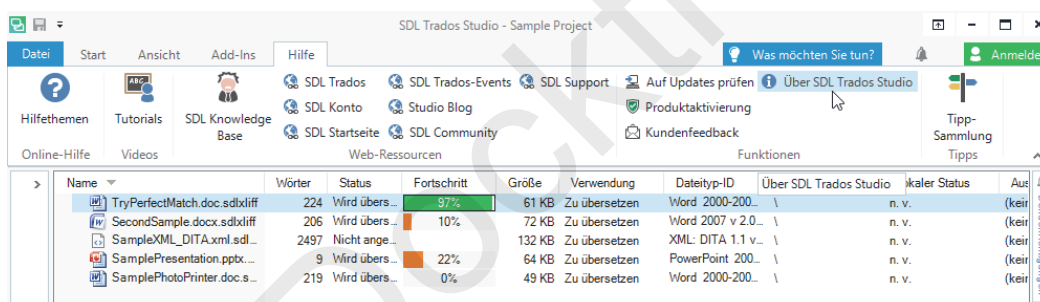 SDL Trados Studio - Sample Project
Datei Start Ansicht Add-Ins Hilfe Was möchten Sie tun? Anmelde
SDL Trados SDL Trados-Events SDL Support Auf Updates prüfen Über SDL Trados Studio
SDL Konto Studio Blog Produktaktivierung
SDL Startseite SDL Community Kundenfeedback
Hilfethemen Tutorials SDL Knowledge Base Tipp-Sammlung
Online-Hilfe Videos Web-Ressourcen Funktionen Tipps
Name Wörter Status Fortschritt Größe Verwendung Dateityp-ID Über SDL Trados Studio okaler Status Aus
TryPerfectMatch.doc.sdlxliff 224 Wird übers... 97% 61 KB Zu übersetzen Word 2000-200... \ n. v. (kein
SecondSample.docx.sdlxliff 206 Wird übers... 10% 72 KB Zu übersetzen Word 2007 v 2.0... \ n. v. (kein
SampleXML_DITA.xml.sdl... 2497 Nicht ange... 132 KB Zu übersetzen XML: DITA 1.1 v... \ n. v. (kein
SamplePresentation.pptx.... 9 Wird übers... 22% 64 KB Zu übersetzen PowerPoint 200... \ n. v. (kein
SamplePhotoPrinter.doc.s... 219 Wird übers... 0% 49 KB Zu übersetzen Word 2000-200... \ n. v. (kein